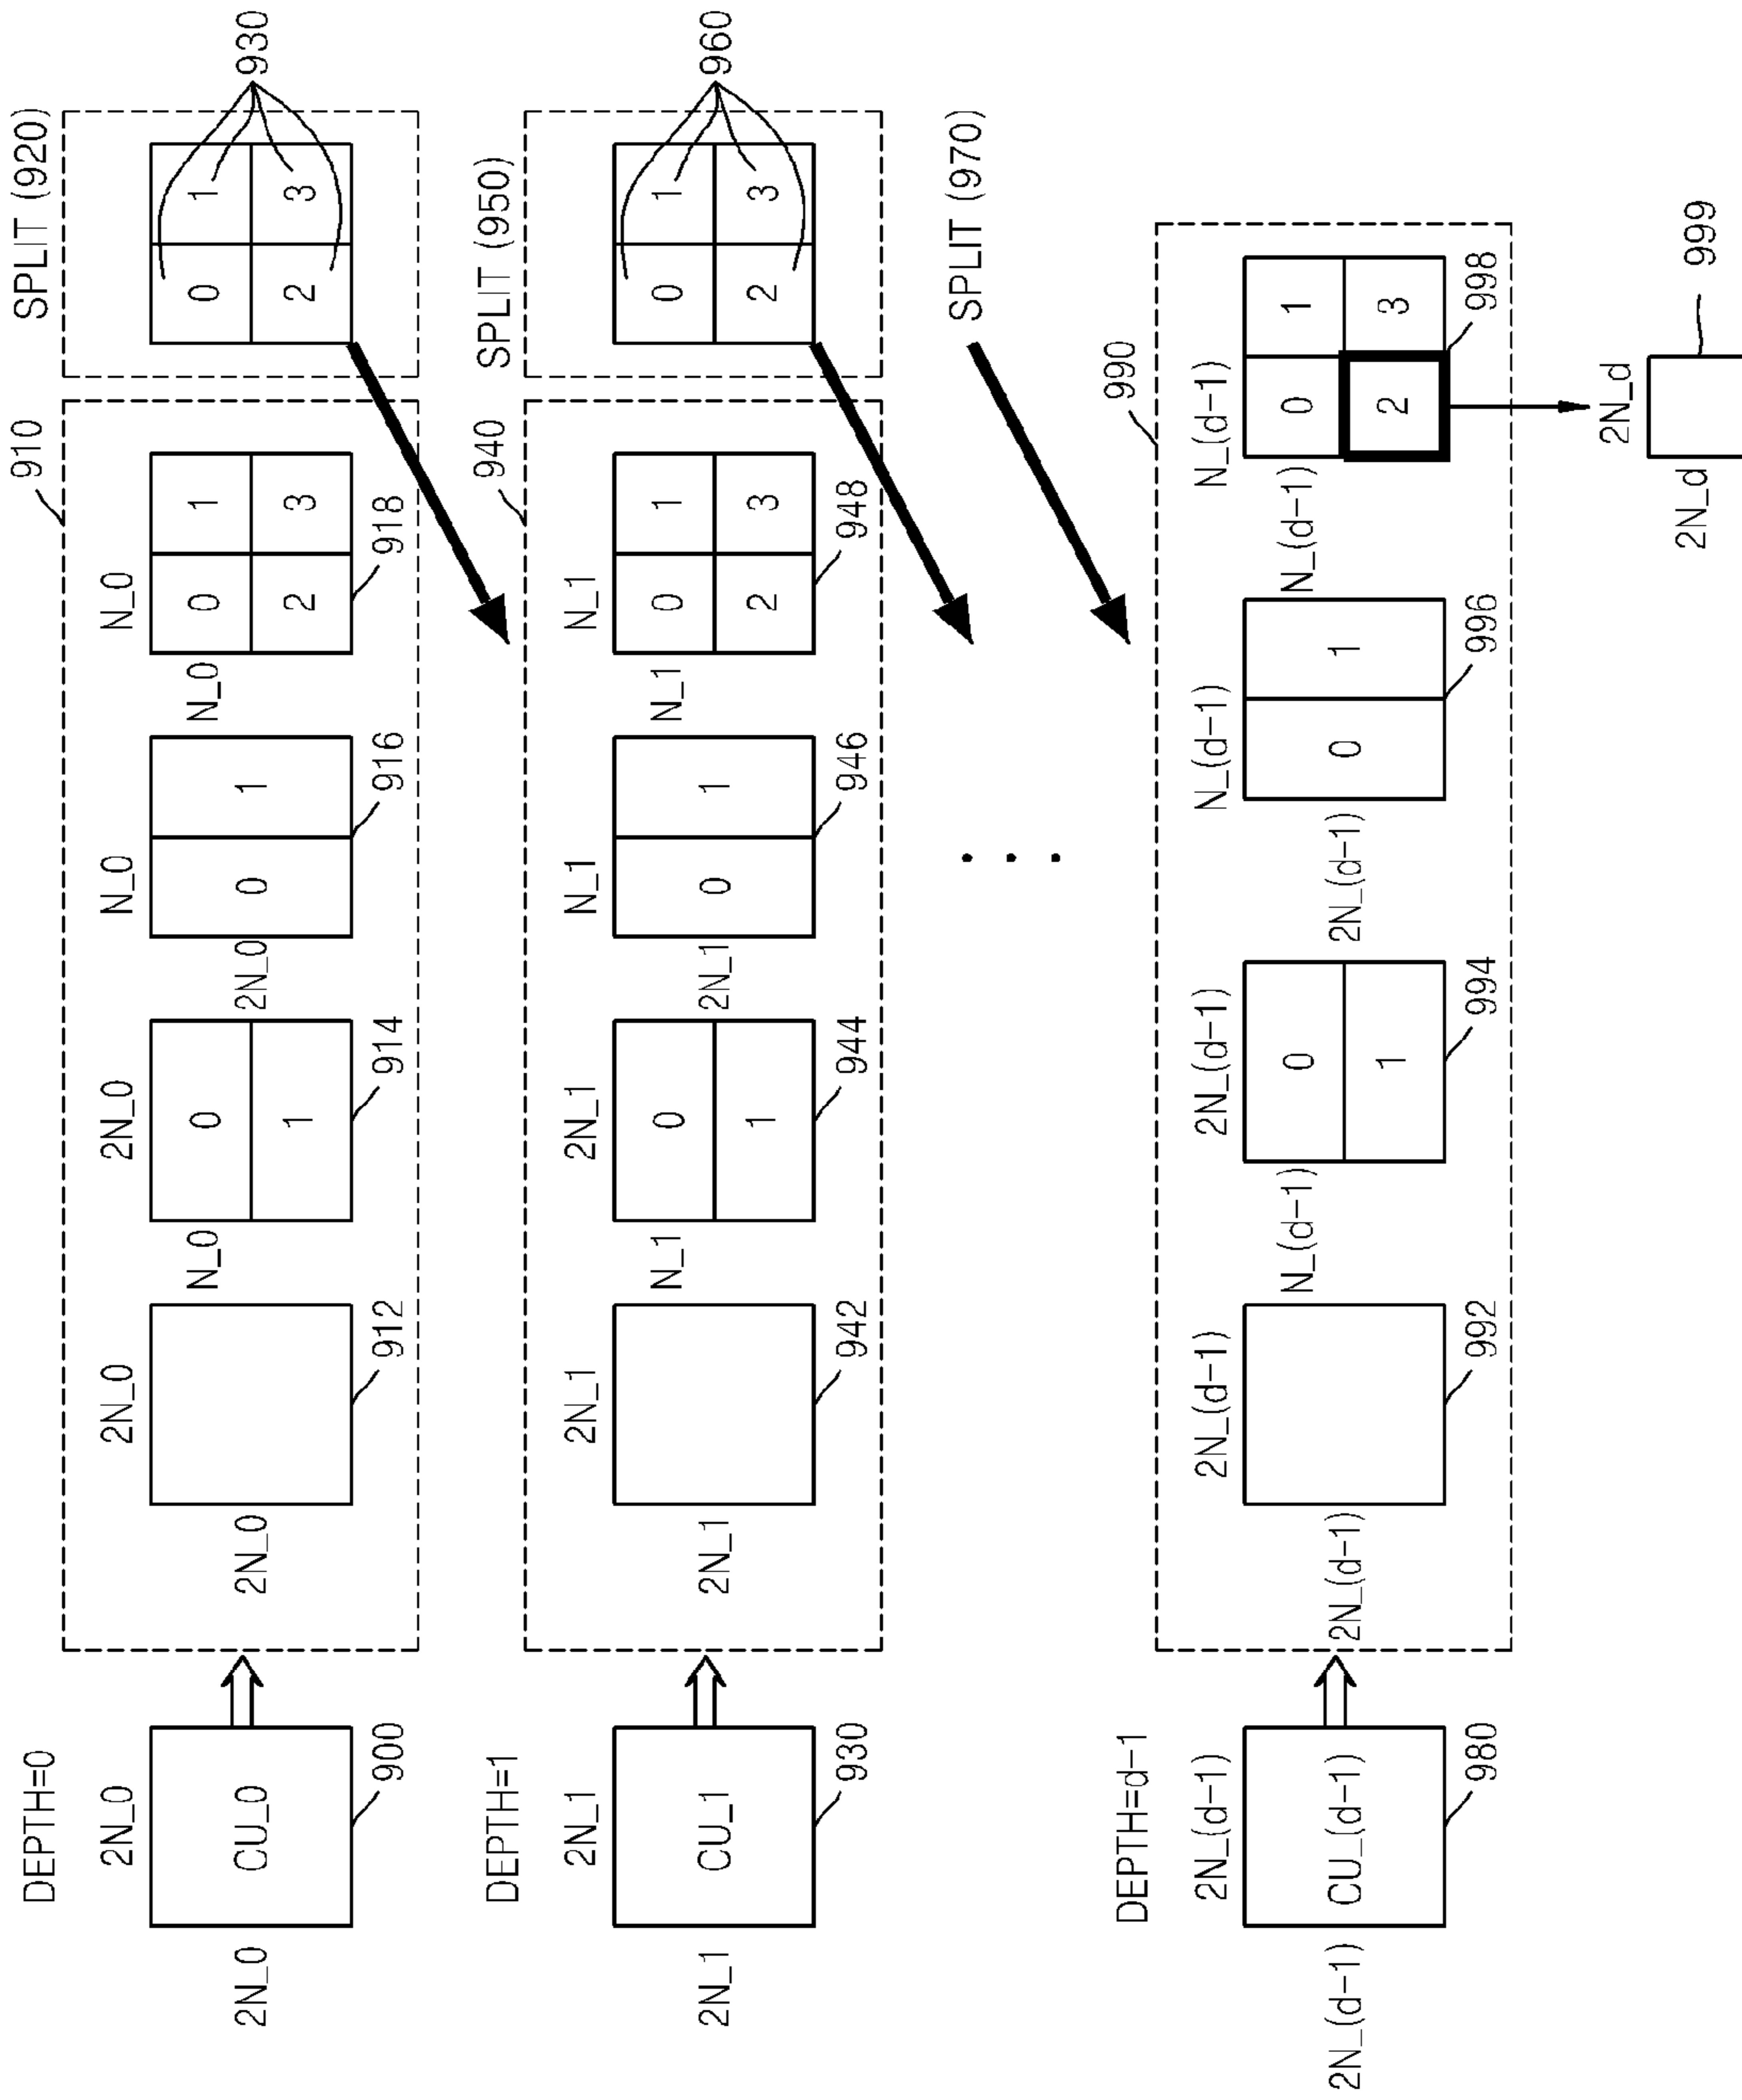 DEPTH=0
2N_0
2N_0
CU_0
900
910
2N_0
2N_0
912
2N_0
N_0
0
1
914
N_0
2N_0
0
1
916
N_0
N_0
0
1
2
3
918
SPLIT (920)
0
1
2
3
930
DEPTH=1
2N_1
2N_1
CU_1
930
940
2N_1
2N_1
942
2N_1
N_1
0
1
944
N_1
2N_1
0
1
946
N_1
N_1
0
1
2
3
948
SPLIT (950)
0
1
2
3
960
SPLIT (970)
DEPTH=d-1
2N_(d-1)
2N_(d-1)
CU_(d-1)
980
990
2N_(d-1)
2N_(d-1)
992
2N_(d-1)
N_(d-1)
0
1
994
N_(d-1)
2N_(d-1)
0
1
996
N_(d-1)
N_(d-1)
0
1
2
3
998
2N_d
2N_d
999